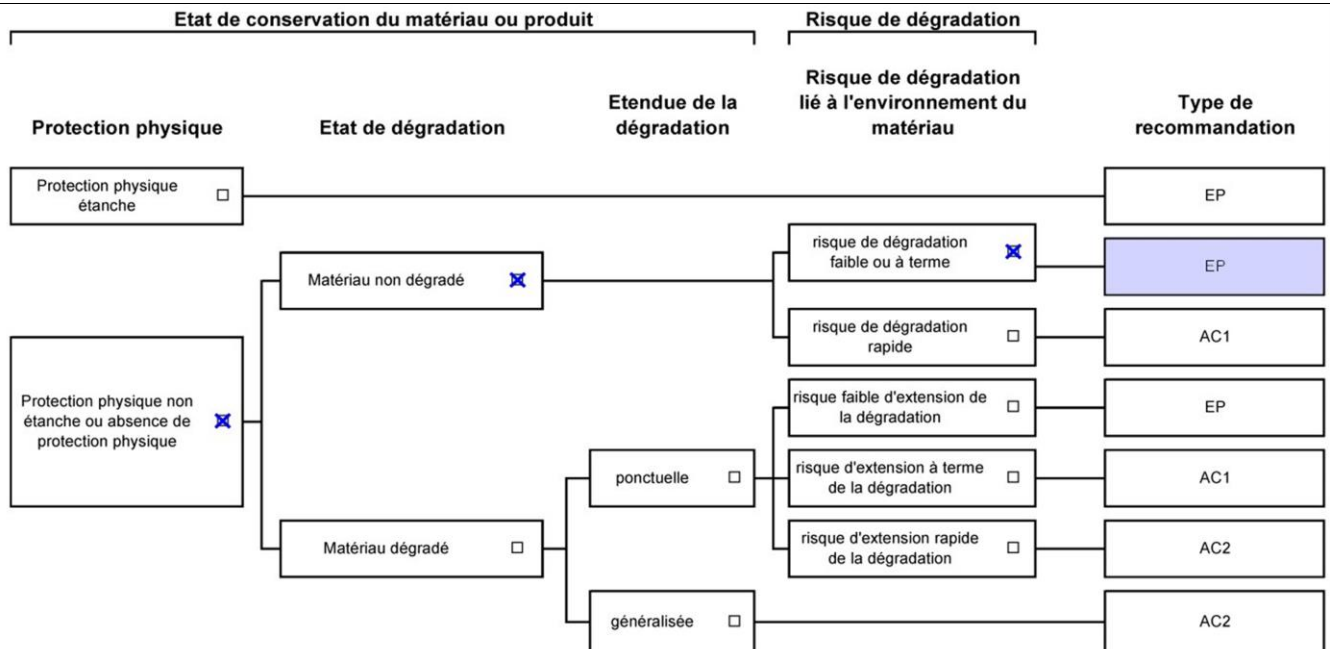 Etat de conservation du matériau ou produit
Risque de dégradation
Protection physique
Etat de dégradation
Etendue de la
dégradation
Risque de dégradation
lié à l'environnement du
matériau
Type de
recommandation
Protection physique
étanche
EP
risque de dégradation
faible ou à terme
EP
Matériau non dégradé
risque de dégradation
rapide
AC1
Protection physique non
étanche ou absence de
protection physique
risque faible d'extension de
la dégradation
EP
ponctuelle
risque d'extension à terme
de la dégradation
AC1
Matériau dégradé
risque d'extension rapide
de la dégradation
AC2
généralisée
AC2